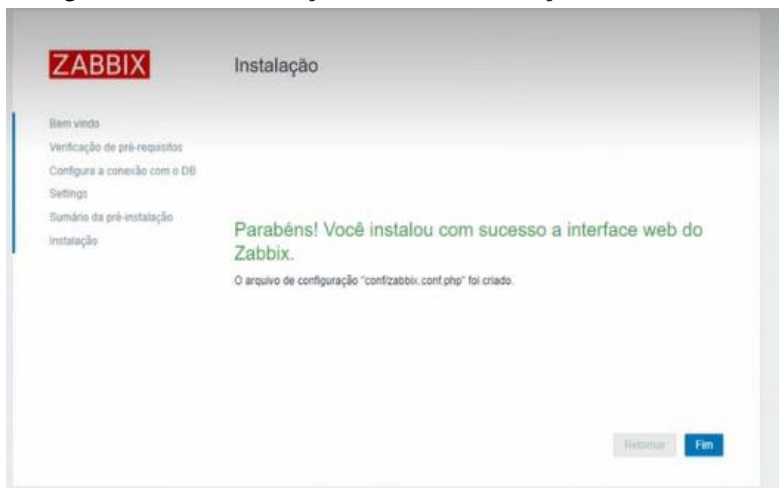 ZABBIX
Instalação
Bem vindo
Verificação de pré-requisitos
Configura a conexão com o DB
Settings
Sumário da pré-instalação
Instalação
Parabéns! Você instalou com sucesso a interface web do
Zabbix.
O arquivo de configuração "conf/zabbix.conf.php" foi criado.
Retornar
Fim